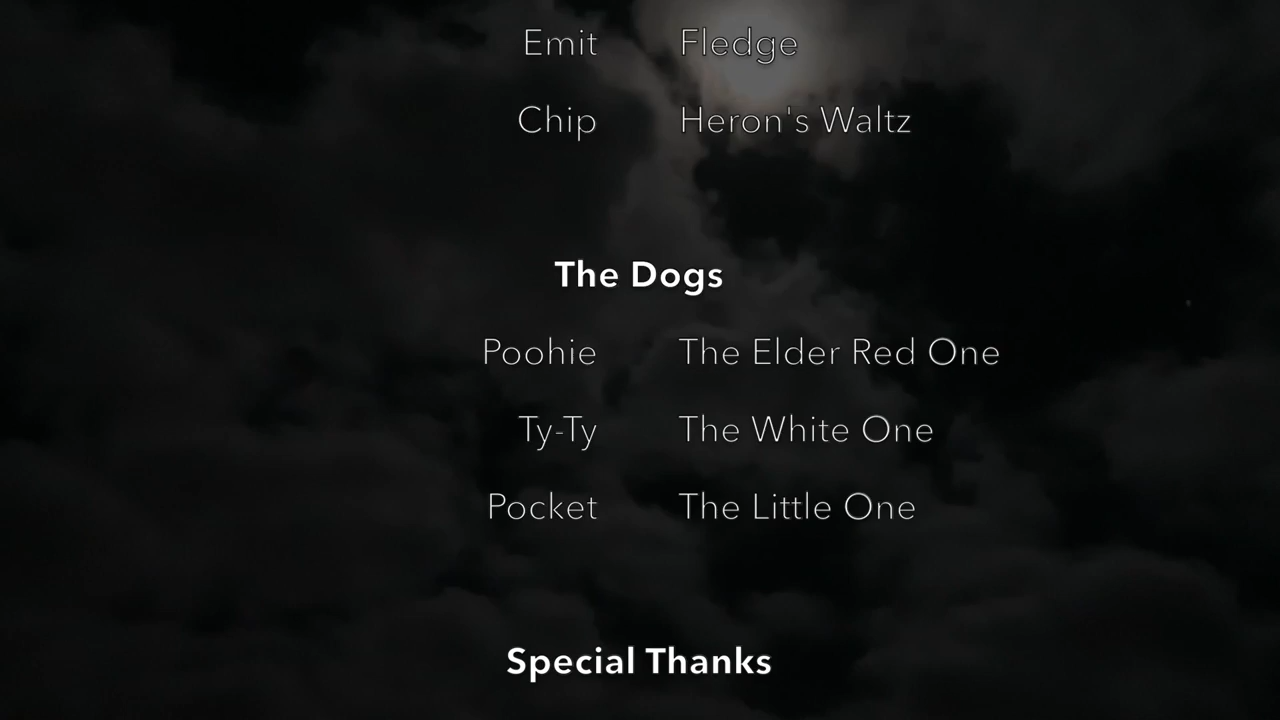 Emit Fledge
Chip Heron's Waltz
The Dogs
Poohie The Elder Red One
Ty-Ty The White One
Pocket The Little One
Special Thanks